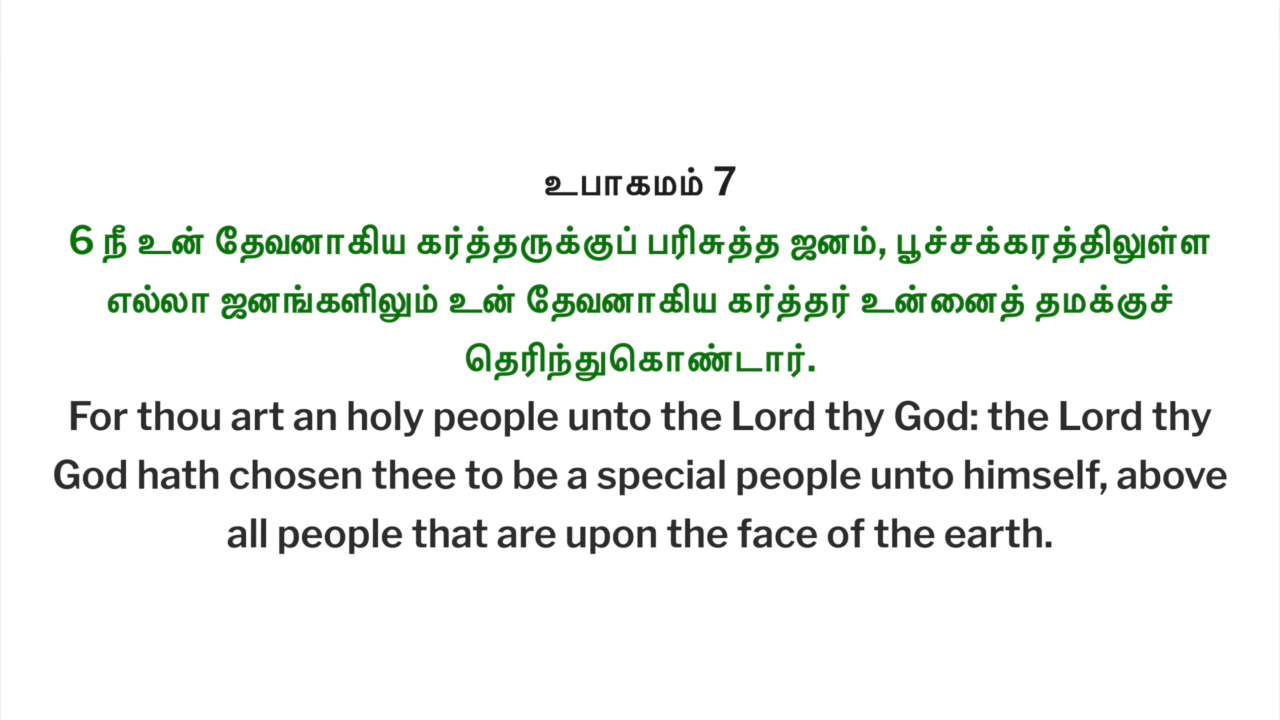 உபாகமம் 7
6 நீ உன் தேவனாகிய கர்த்தருக்குப் பரிசுத்த ஜனம், பூச்சக்கரத்திலுள்ள
எல்லா ஜனங்களிலும் உன் தேவனாகிய கர்த்தர் உன்னைத் தமக்குச்
தெரிந்துகொண்டார்.
For thou art an holy people unto the Lord thy God: the Lord thy
God hath chosen thee to be a special people unto himself, above
all people that are upon the face of the earth.